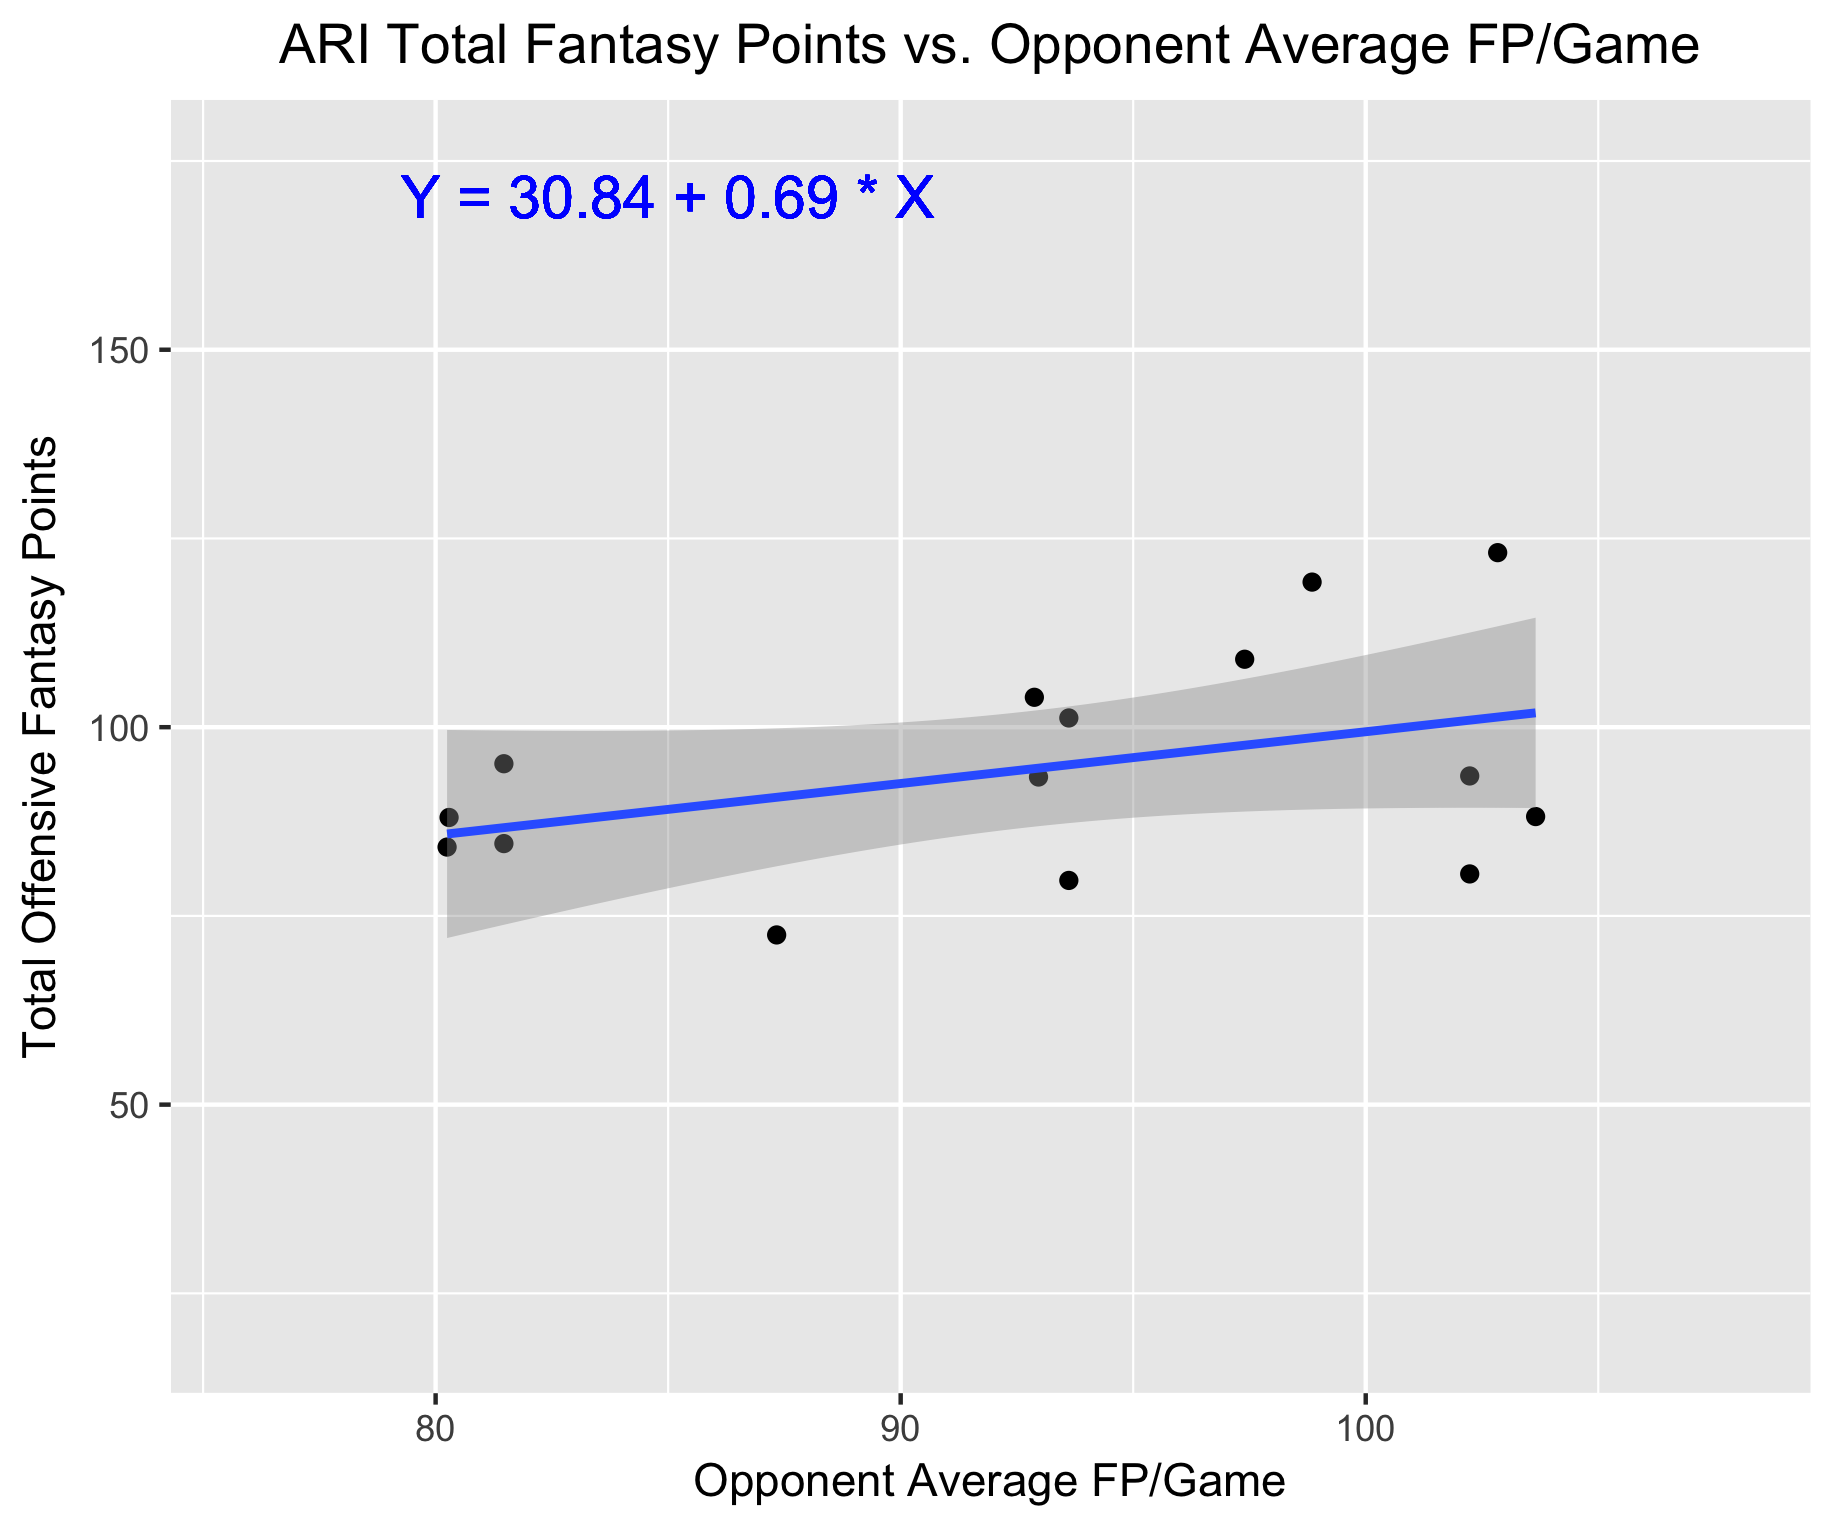 ARI Total Fantasy Points vs. Opponent Average FP/Game
Y = 30.84 + 0.69 * X
Total Offensive Fantasy Points
150
100
50
80
90
100
Opponent Average FP/Game